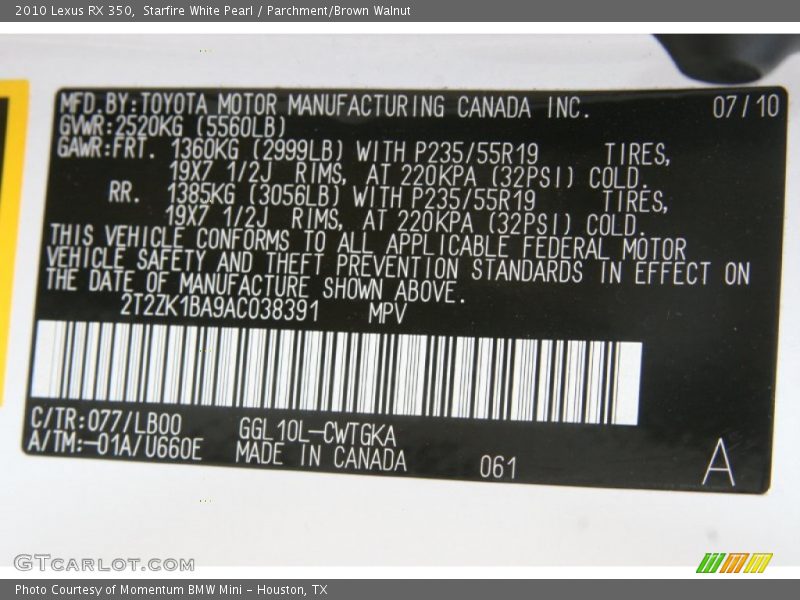 2010 Lexus RX 350, Starfire White Pearl / Parchment/Brown Walnut
MFD.BY:TOYOTA MOTOR MANUFACTURING CANADA INC. 07/10
GVWR:2520KG (5560LB)
GAWR:FRT. 1360KG (2999LB) WITH P235/55R19 TIRES,
19X7 1/2J RIMS, AT 220KPA (32PSI) COLD.
RR. 1385KG (3056LB) WITH P235/55R19 TIRES,
19X7 1/2J RIMS, AT 220KPA (32PSI) COLD.
THIS VEHICLE CONFORMS TO ALL APPLICABLE FEDERAL MOTOR
VEHICLE SAFETY AND THEFT PREVENTION STANDARDS IN EFFECT ON
THE DATE OF MANUFACTURE SHOWN ABOVE.
2T2ZK1BA9AC038391 MPV
C/TR:077/LB00 GGL10L-CWTGKA
A/TM:-01A/U660E MADE IN CANADA 061 A
GTCARLOT.COM
Photo Courtesy of Momentum BMW Mini - Houston, TX